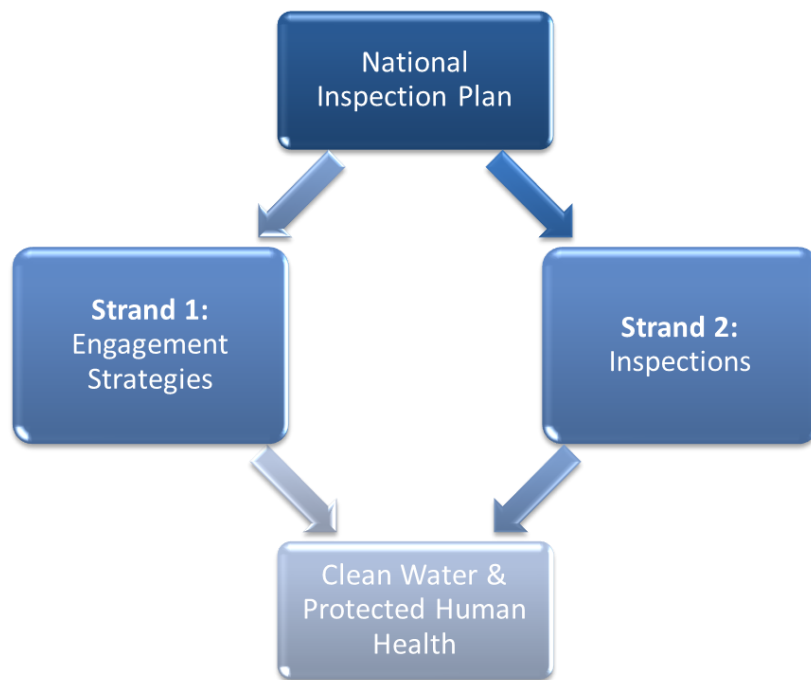 National
Inspection Plan
Strand 1:
Engagement
Strategies
Strand 2:
Inspections
Clean Water &
Protected Human
Health